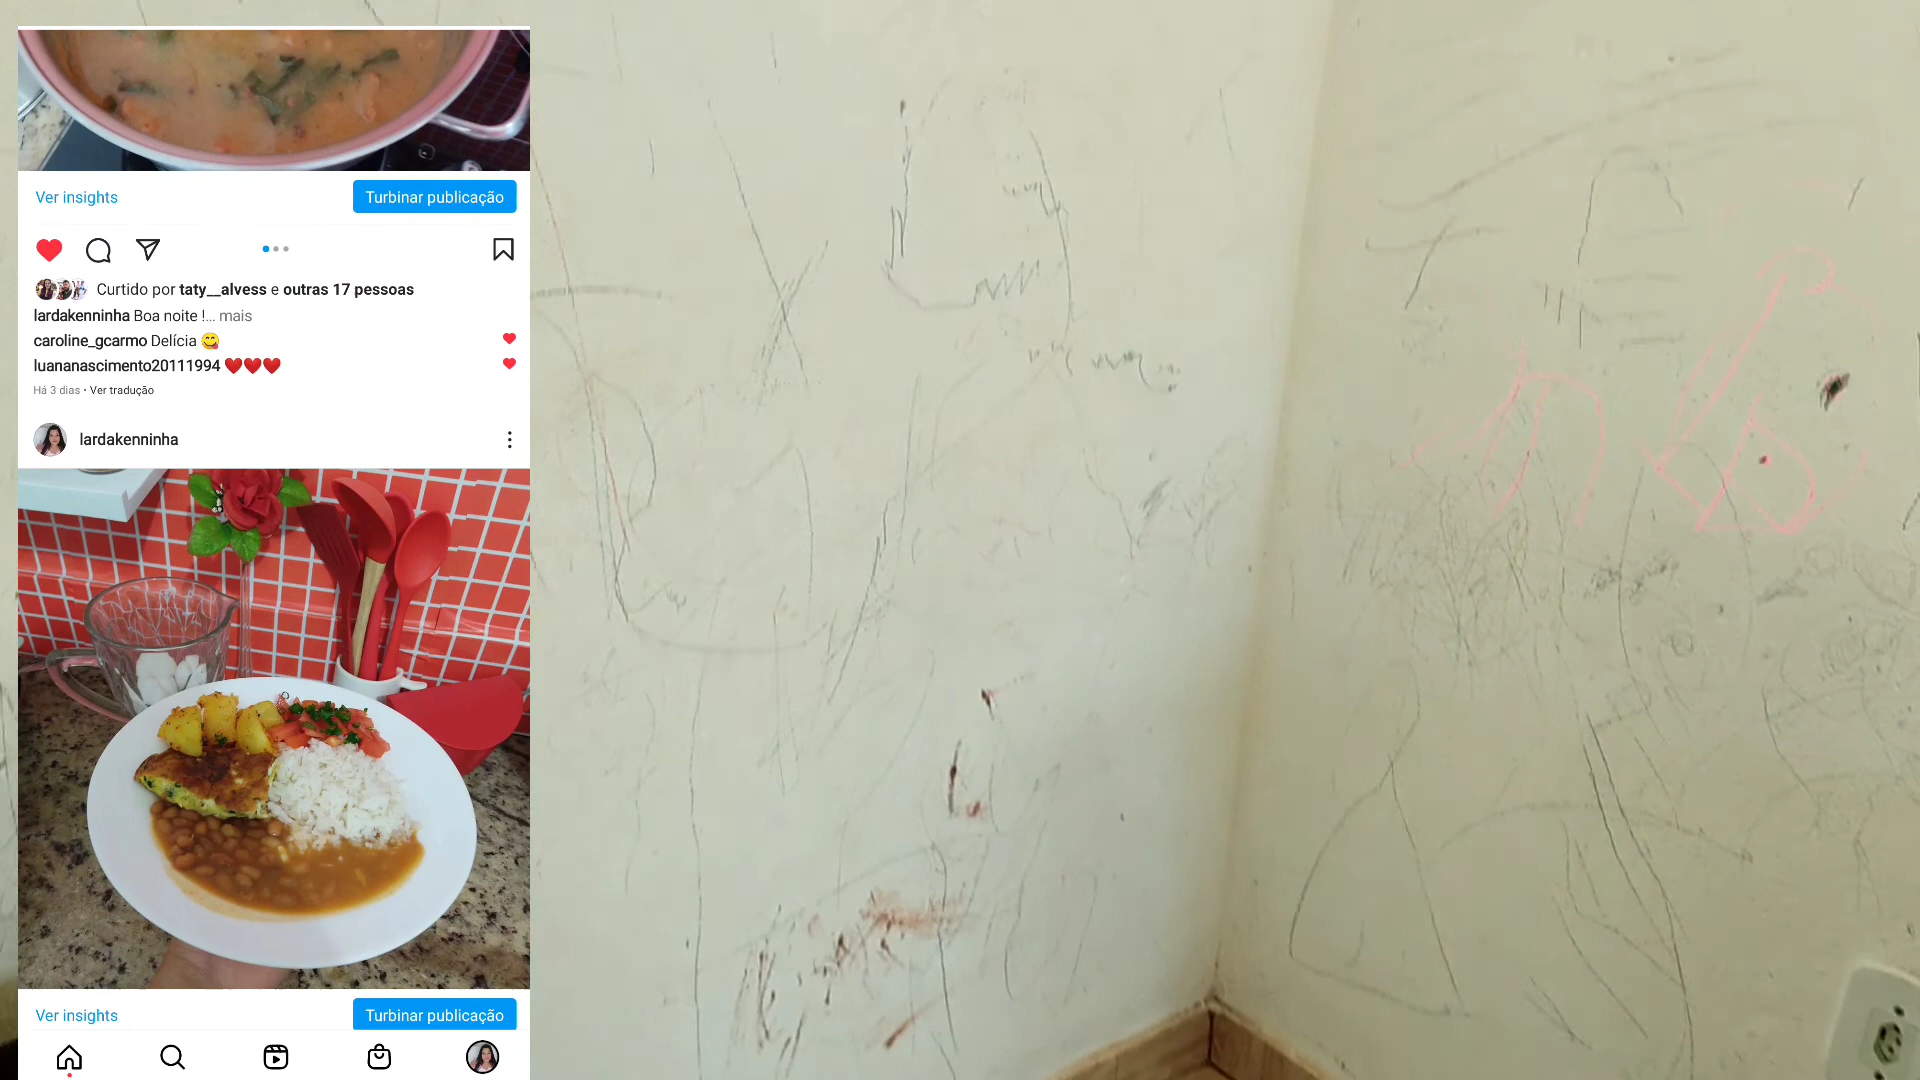 Ver insights
Turbinar publicação
Curtido por taty__alvess e outras 17 pessoas
lardakenninha Boa noite !... mais
caroline_gcarmo Delícia 😋
luananascimento20111994 ❤️❤️❤️
Há 3 dias • Ver tradução
lardakenninha
Ver insights
Turbinar publicação